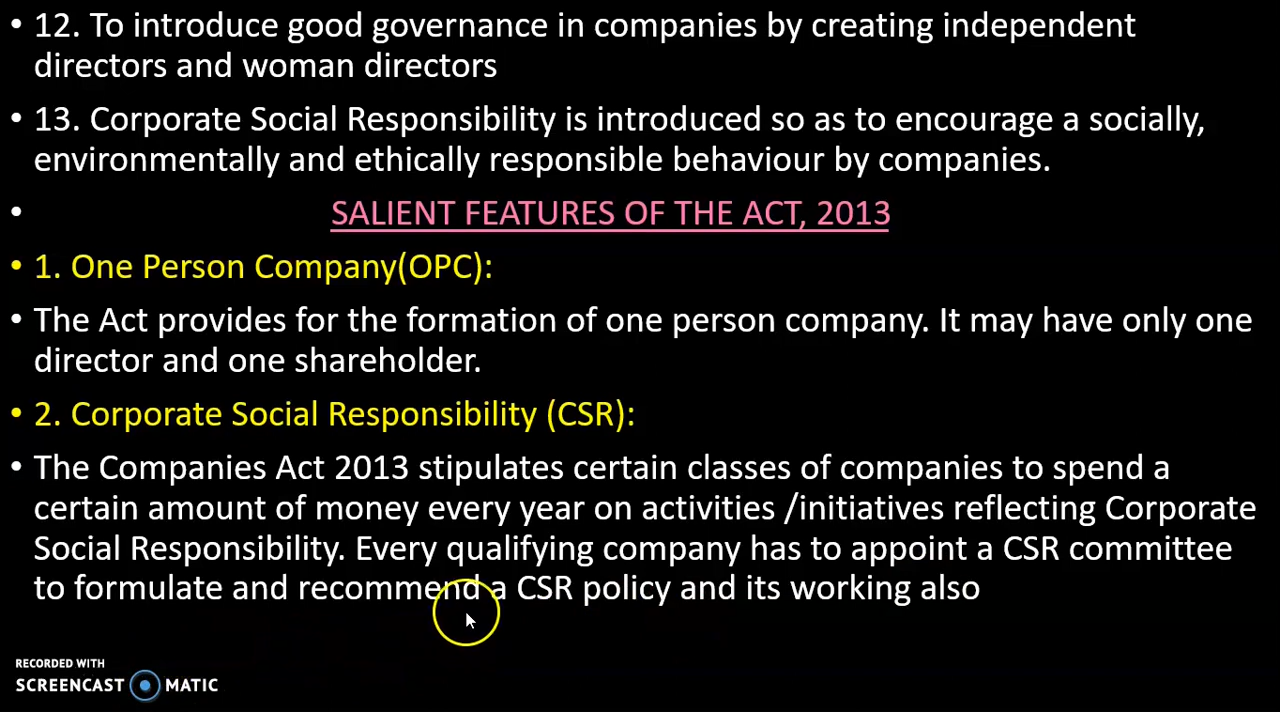 • 12. To introduce good governance in companies by creating independent
directors and woman directors
• 13. Corporate Social Responsibility is introduced so as to encourage a socially,
environmentally and ethically responsible behaviour by companies.
• SALIENT FEATURES OF THE ACT, 2013
• 1. One Person Company(OPC):
• The Act provides for the formation of one person company. It may have only one
director and one shareholder.
• 2. Corporate Social Responsibility (CSR):
• The Companies Act 2013 stipulates certain classes of companies to spend a
certain amount of money every year on activities /initiatives reflecting Corporate
Social Responsibility. Every qualifying company has to appoint a CSR committee
to formulate and recommend a CSR policy and its working also
RECORDED WITH
SCREENCAST MATIC